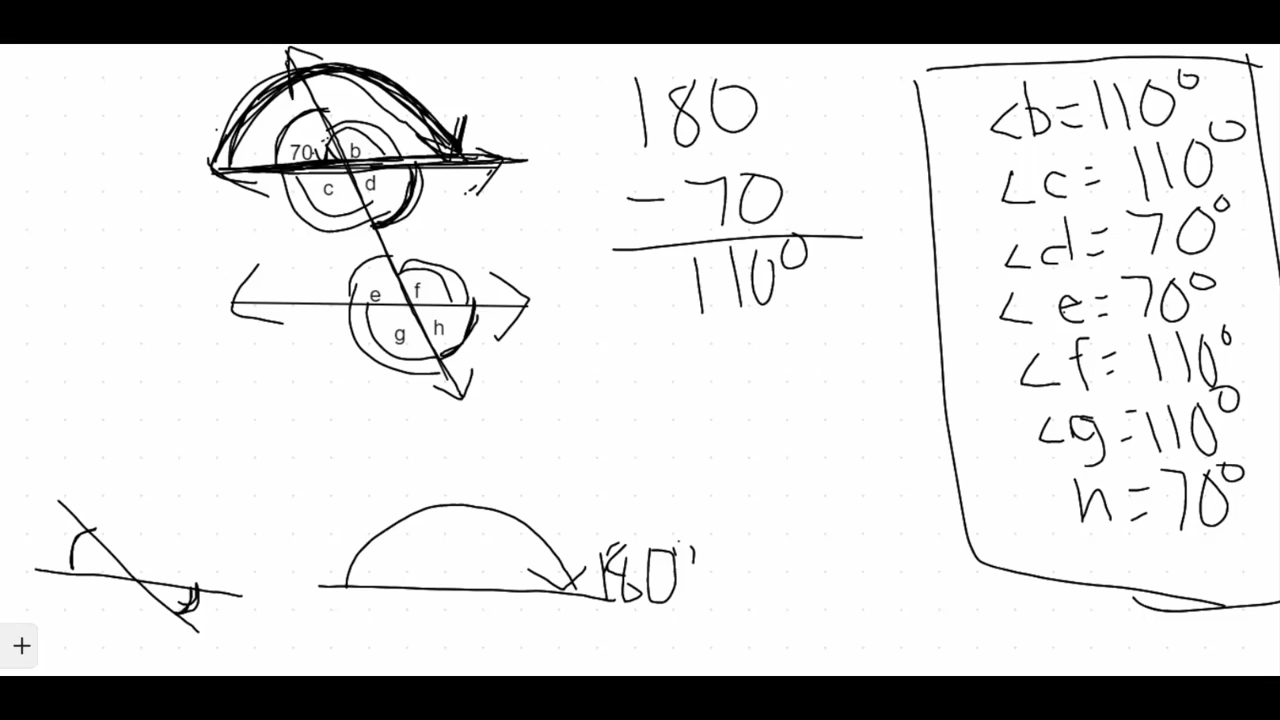 70
b
c
d
e
f
g
h
180
-70
110°
<b=110°
<c=110°
<d=70°
<e=70°
<f=110°
<g=110°
h=70°
180°
+